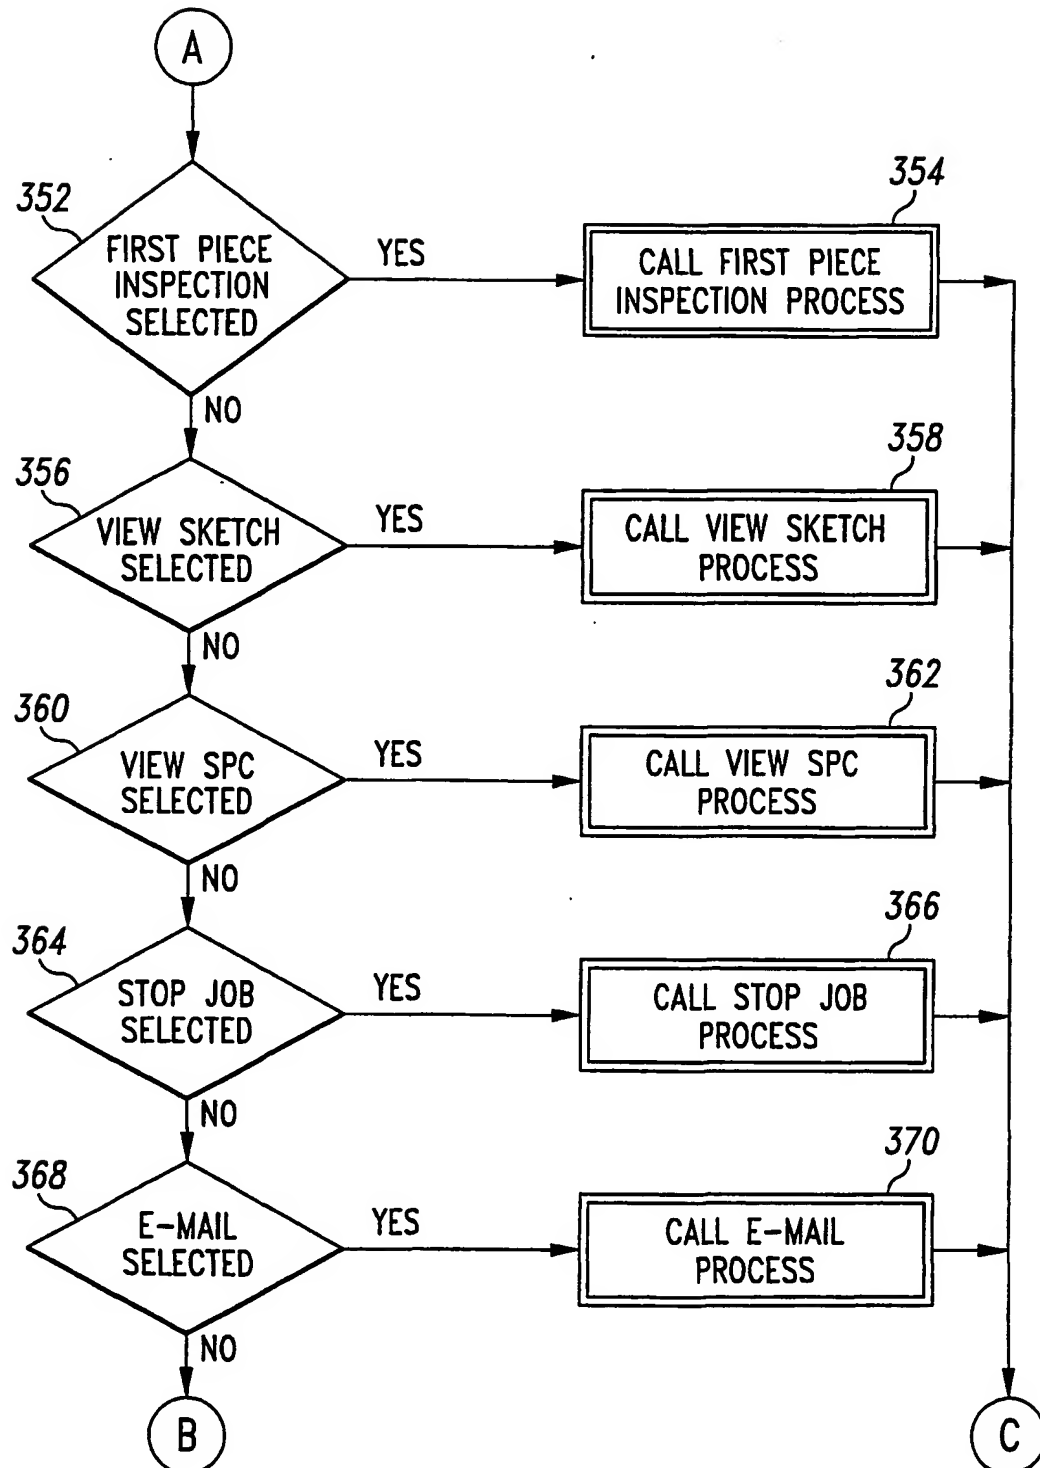 A
352
FIRST PIECE
INSPECTION
SELECTED
YES
354
CALL FIRST PIECE
INSPECTION PROCESS
NO
356
VIEW SKETCH
SELECTED
YES
358
CALL VIEW SKETCH
PROCESS
NO
360
VIEW SPC
SELECTED
YES
362
CALL VIEW SPC
PROCESS
NO
364
STOP JOB
SELECTED
YES
366
CALL STOP JOB
PROCESS
NO
368
E-MAIL
SELECTED
YES
370
CALL E-MAIL
PROCESS
NO
B
C